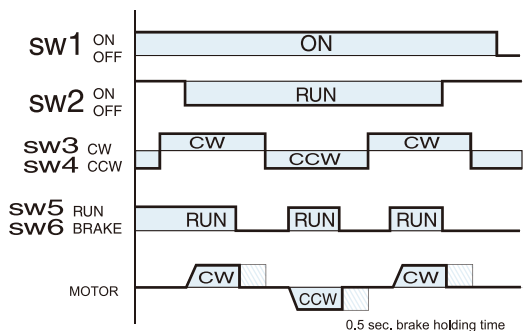 sw1 ON
OFF
ON
sw2 ON
OFF
RUN
sw3 CW
sw4 CCW
CW
CCW
CW
sw5 RUN
sw6 BRAKE
RUN
RUN
RUN
MOTOR
CW
CCW
CW
0.5 sec. brake holding time